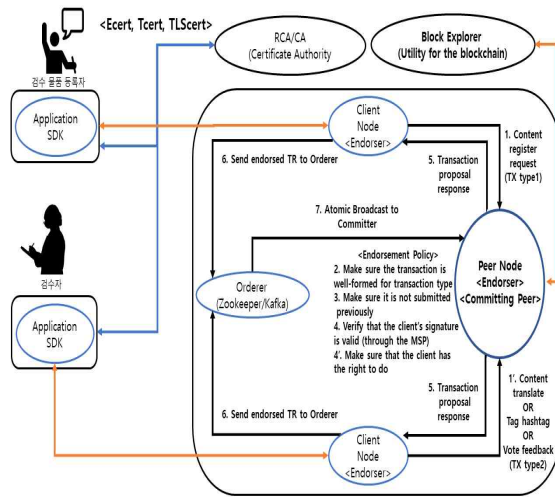 <Ecert, Tcert, TLScert>
RCA/CA
(Certificate Authority
Block Explorer
(Utility for the blockchain)
검수 물품 등록자
Application
SDK
Client
Node
<Endorser>
1. Content
register
request
(TX type1)
6. Send endorsed TR to Orderer
5. Transaction
proposal
response
7. Atomic Broadcast to
Committer
<Endorsement Policy>
2. Make sure the transaction is
well-formed for transaction type
3. Make sure it is not submitted
previously
4. Verify that the client's signature
is valid (through the MSP)
4'. Make sure that the client has
the right to do
Peer Node
<Endorser>
<Committing Peer>
Orderer
(Zookeeper/Kafka)
검수자
Application
SDK
6. Send endorsed TR to Orderer
5. Transaction
proposal
response
1'. Content
translate
OR
Tag hashtag
OR
Vote feedback
(TX type2)
Client
Node
<Endorser>